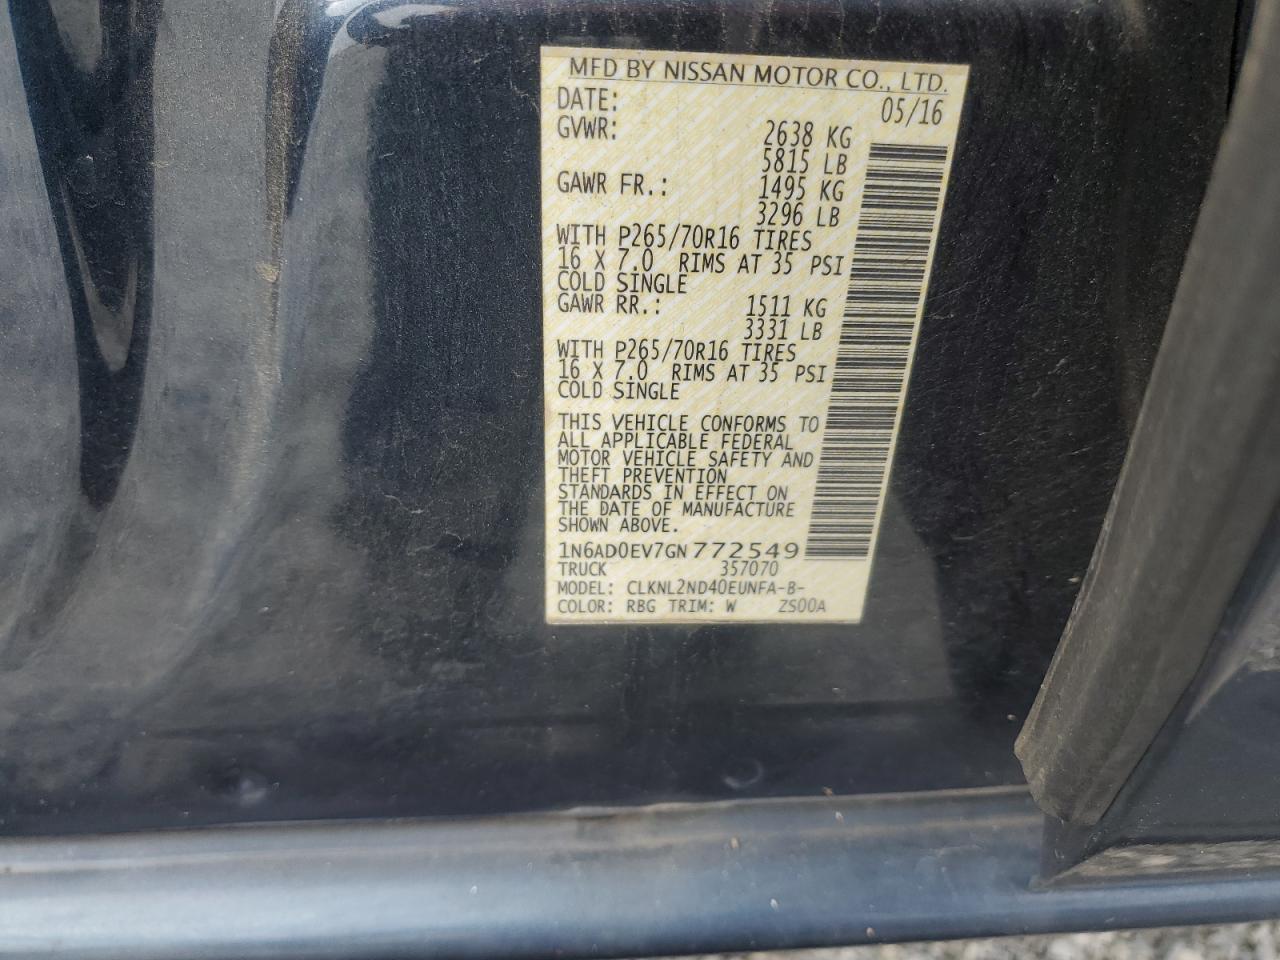 MFD BY NISSAN MOTOR CO., LTD.
DATE: 05/16
GVWR: 2638 KG
5815 LB
GAWR FR.: 1495 KG
3296 LB
WITH P265/70R16 TIRES
16 X 7.0 RIMS AT 35 PSI
COLD SINGLE
GAWR RR.: 1511 KG
3331 LB
WITH P265/70R16 TIRES
16 X 7.0 RIMS AT 35 PSI
COLD SINGLE
THIS VEHICLE CONFORMS TO
ALL APPLICABLE FEDERAL
MOTOR VEHICLE SAFETY AND
THEFT PREVENTION
STANDARDS IN EFFECT ON
THE DATE OF MANUFACTURE
SHOWN ABOVE.
1N6AD0EV7GN772549
TRUCK 357070
MODEL: CLKNL2ND40EUNFA-B-
COLOR: RBG TRIM: W ZS00A